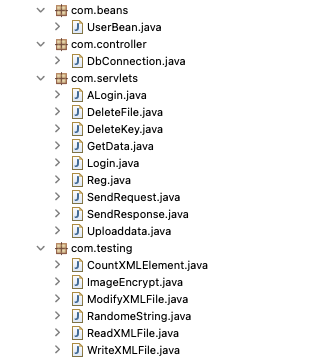 com.beans
UserBean.java
com.controller
DbConnection.java
com.servlets
ALogin.java
DeleteFile.java
DeleteKey.java
GetData.java
Login.java
Reg.java
SendRequest.java
SendResponse.java
Uploaddata.java
com.testing
CountXMLElement.java
ImageEncrypt.java
ModifyXMLFile.java
RandomeString.java
ReadXMLFile.java
WriteXMLFile.java